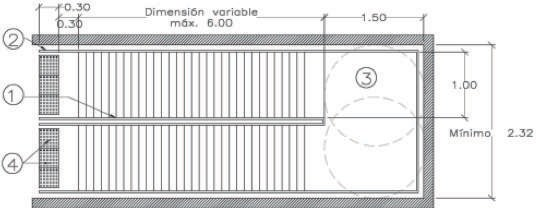 0.30
0.30
Dimensión variable
máx. 6.00
1.50
2
3
1.00
1
Mínimo 2.32
4